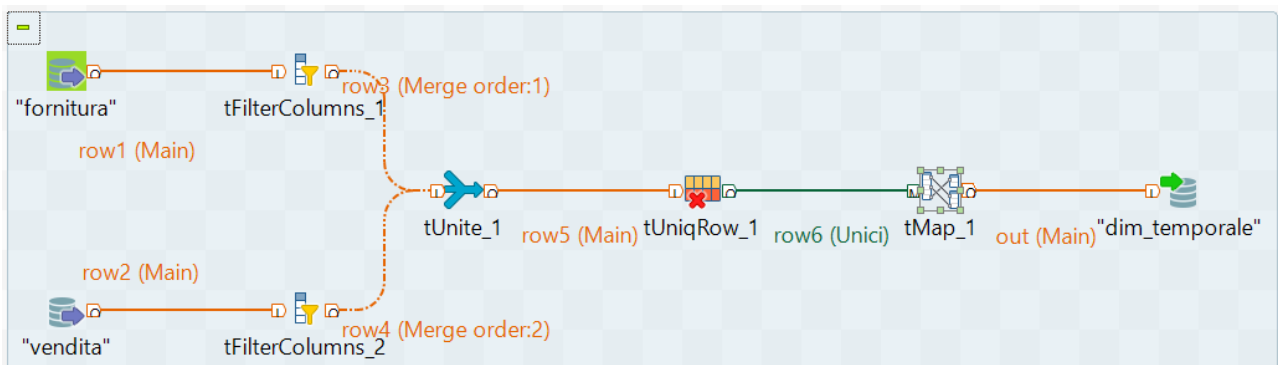 "fornitura"
tFilterColumns_1
row3 (Merge order:1)
row1 (Main)
tUnite_1
row5 (Main)
tUniqRow_1
row6 (Unici)
tMap_1
out (Main)
"dim_temporale"
row2 (Main)
"vendita"
tFilterColumns_2
row4 (Merge order:2)